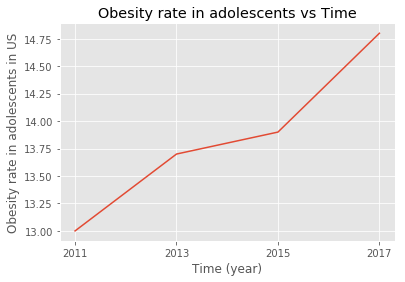 Obesity rate in adolescents vs Time
Obesity rate in adolescents in US
14.75
14.50
14.25
14.00
13.75
13.50
13.25
13.00
2011 2013 2015 2017
Time (year)